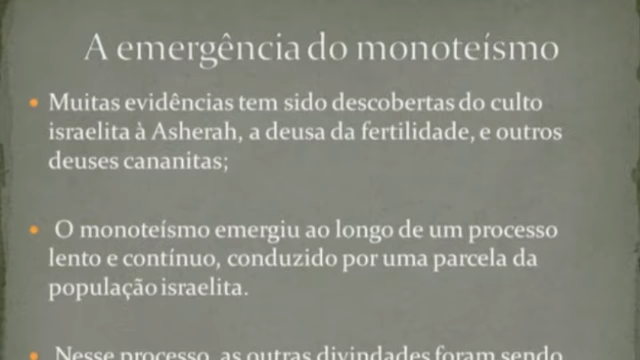 A emergência do monoteísmo
• Muitas evidências tem sido descobertas do culto
israelita à Asherah, a deusa da fertilidade, e outros
deuses cananitas;
• O monoteísmo emergiu ao longo de um processo
lento e contínuo, conduzido por uma parcela da
população israelita.
• Nesse processo, as outras divindades foram sendo